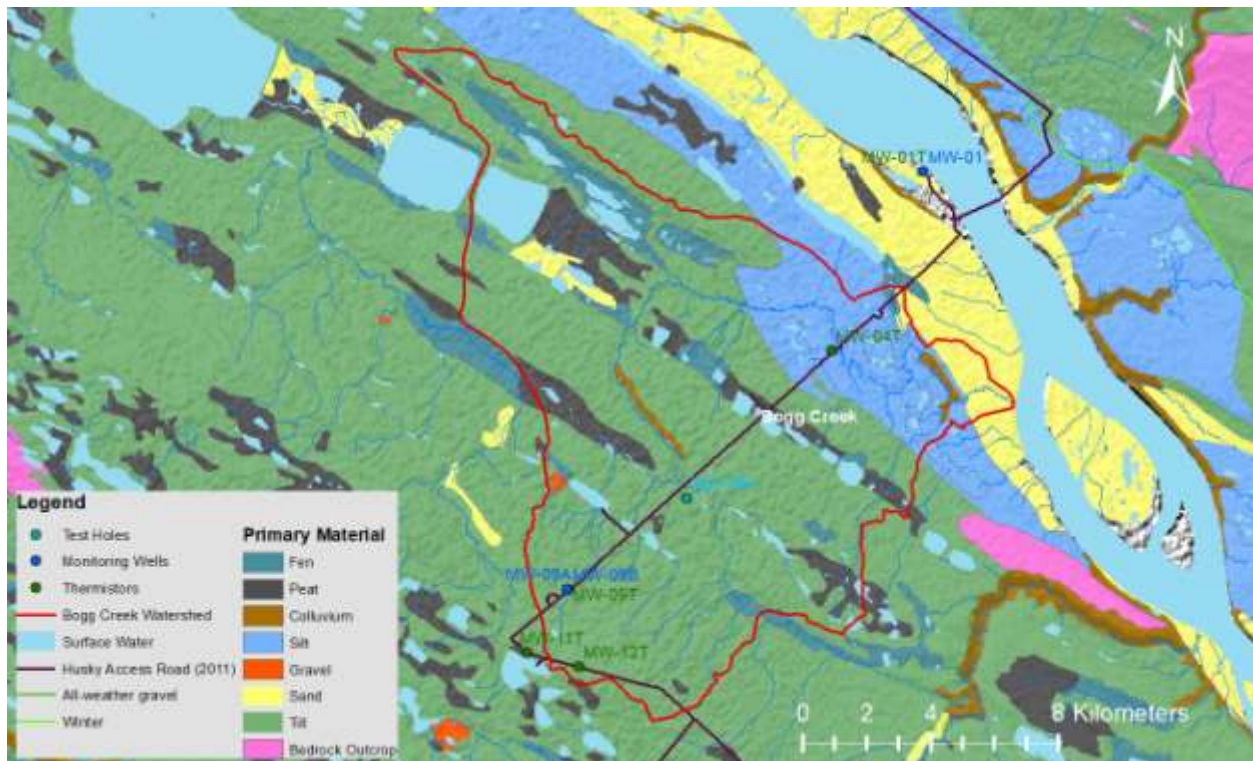 N
MW-01T MW-01
MW-04T
Bogg Creek
MW-09T
MW-11T
MW-12T
0 2 4 8 Kilometers
Legend
Test Holes
Monitoring Wells
Thermistors
Bogg Creek Watershed
Surface Water
Husky Access Road (2011)
All-weather gravel
Winter
Primary Material
Fen
Peat
Colluvium
Silt
Gravel
Sand
Till
Bedrock Outcrop